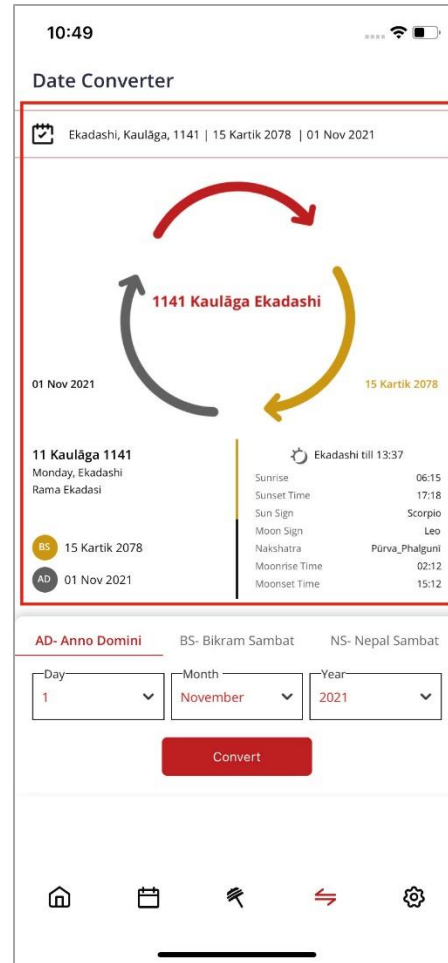 10:49
Date Converter
Ekadashi, Kaulāga, 1141 | 15 Kartik 2078 | 01 Nov 2021
1141 Kaulāga Ekadashi
01 Nov 2021
15 Kartik 2078
11 Kaulāga 1141
Monday, Ekadashi
Rama Ekadasi
BS 15 Kartik 2078
AD 01 Nov 2021
Ekadashi till 13:37
Sunrise 06:15
Sunset Time 17:18
Sun Sign Scorpio
Moon Sign Leo
Nakshatra Pūrva_Phalgunī
Moonrise Time 02:12
Moonset Time 15:12
AD- Anno Domini BS- Bikram Sambat NS- Nepal Sambat
Day Month Year
1 November 2021
Convert